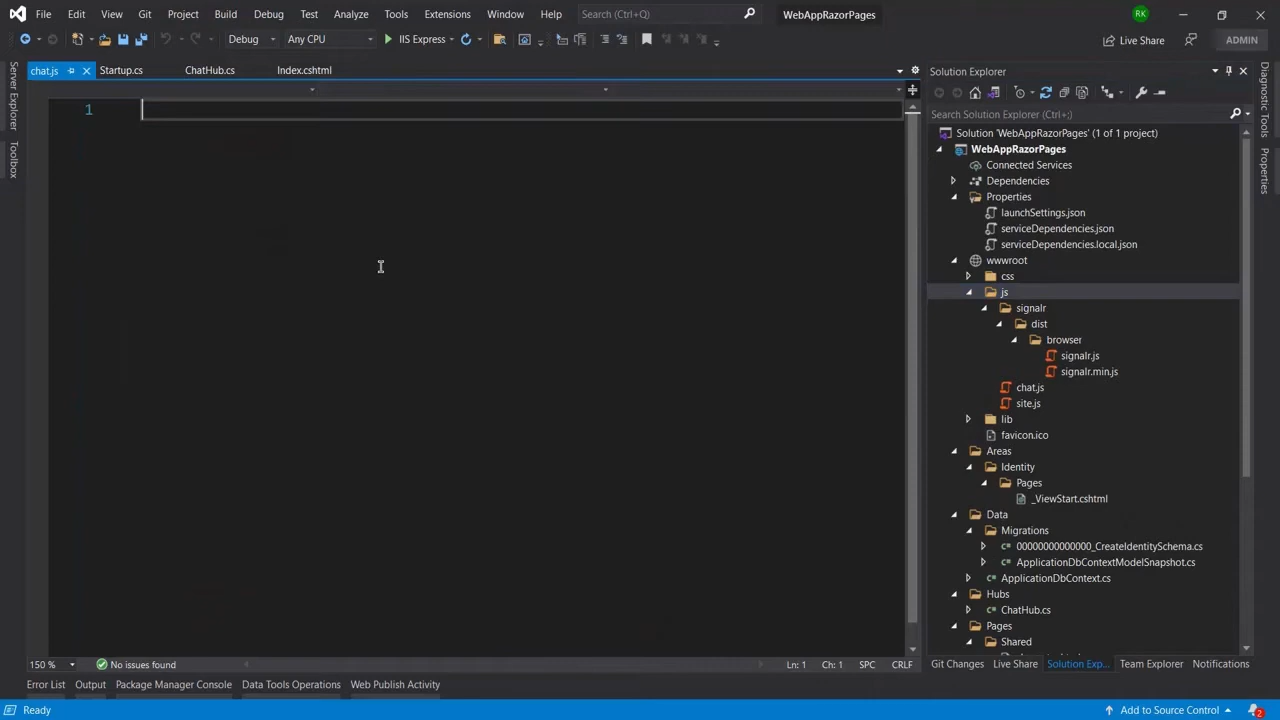 File Edit View Git Project Build Debug Test Analyze Tools Extensions Window Help Search (Ctrl+Q) WebAppRazorPages RK
Debug Any CPU IIS Express Live Share ADMIN
chat.js Startup.cs ChatHub.cs Index.cshtml
1
Server Explorer
Toolbox
Solution Explorer
Search Solution Explorer (Ctrl+;)
Solution 'WebAppRazorPages' (1 of 1 project)
WebAppRazorPages
Connected Services
Dependencies
Properties
launchSettings.json
serviceDependencies.json
serviceDependencies.local.json
wwwroot
css
js
signalr
dist
browser
signalr.js
signalr.min.js
chat.js
site.js
lib
favicon.ico
Areas
Identity
Pages
_ViewStart.cshtml
Data
Migrations
00000000000000_CreateIdentitySchema.cs
ApplicationDbContextModelSnapshot.cs
ApplicationDbContext.cs
Hubs
ChatHub.cs
Pages
Shared
Diagnostic Tools
Properties
150 % No issues found Ln: 1 Ch: 1 SPC CRLF
Git Changes Live Share Solution Exp... Team Explorer Notifications
Error List Output Package Manager Console Data Tools Operations Web Publish Activity
Ready Add to Source Control 2